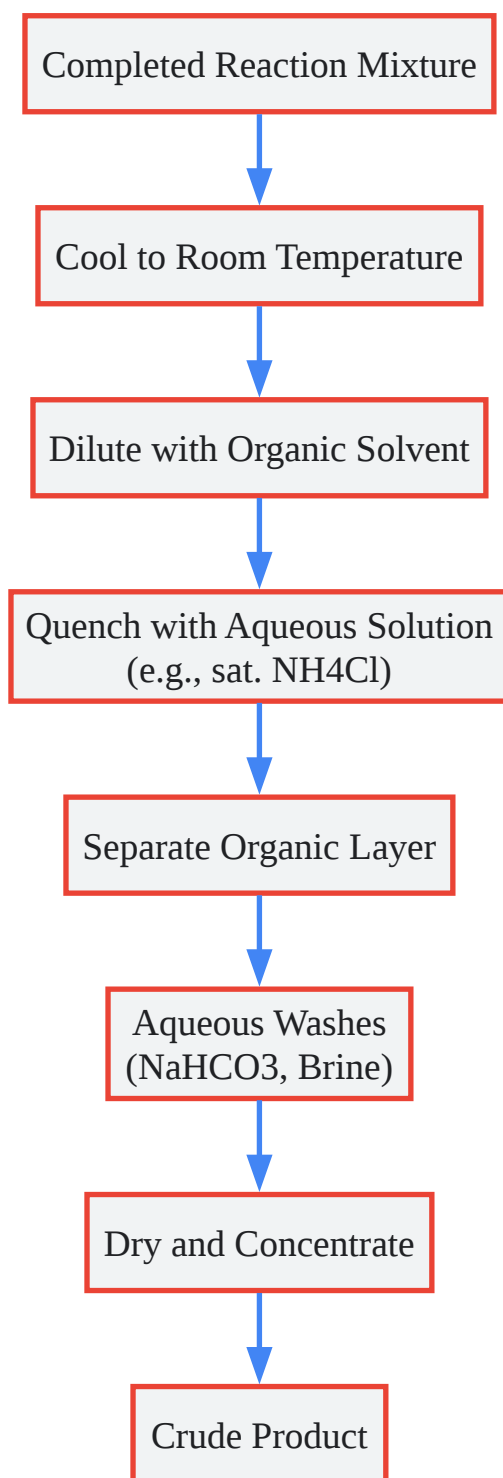 Completed Reaction Mixture
Cool to Room Temperature
Dilute with Organic Solvent
Quench with Aqueous Solution
(e.g., sat. NH4Cl)
Separate Organic Layer
Aqueous Washes
(NaHCO3, Brine)
Dry and Concentrate
Crude Product